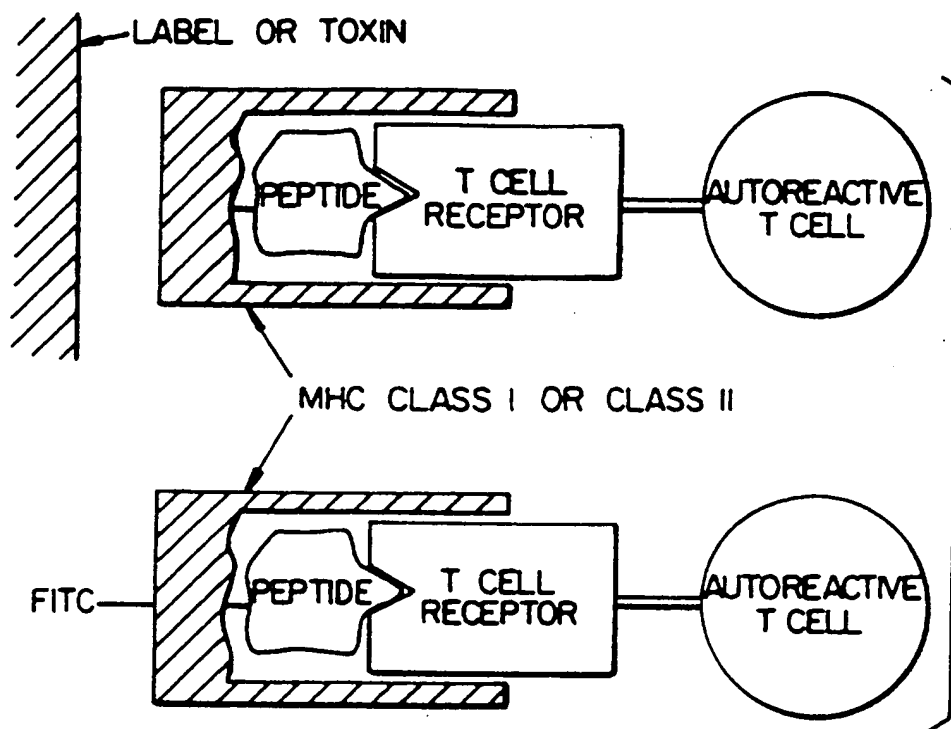 LABEL OR TOXIN
PEPTIDE
T CELL
RECEPTOR
AUTOREACTIVE
T CELL
MHC CLASS I OR CLASS II
FITC
PEPTIDE
T CELL
RECEPTOR
AUTOREACTIVE
T CELL